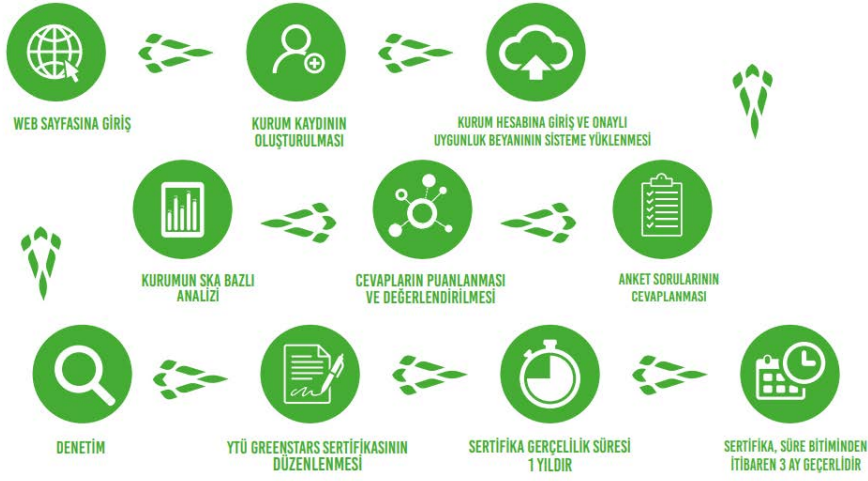 WEB SAYFASINA GİRİŞ
KURUM KAYDININ
OLUŞTURULMASI
KURUM HESABINA GİRİŞ VE ONAYLI
UYGUNLUK BEYANININ SİSTEME YÜKLENMESİ
ANKET SORULARININ
CEVAPLANMASI
CEVAPLARIN PUANLANMASI
VE DEĞERLENDİRİLMESİ
KURUMUN SKA BAZLI
ANALİZİ
DENETİM
YTÜ GREENSTARS SERTİFİKASININ
DÜZENLENMESİ
SERTİFİKA GERÇELİLİK SÜRESİ
1 YILDIR
SERTİFİKA, SÜRE BİTİMİNDEN
İTİBAREN 3 AY GEÇERLİDİR